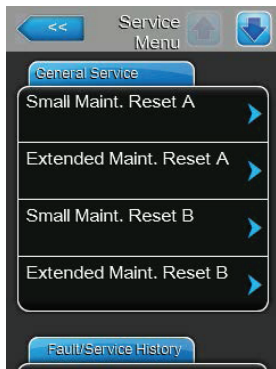 <<
Service
Menu
General Service
Small Maint. Reset A
Extended Maint. Reset A
Small Maint. Reset B
Extended Maint. Reset B
Fault/Service History